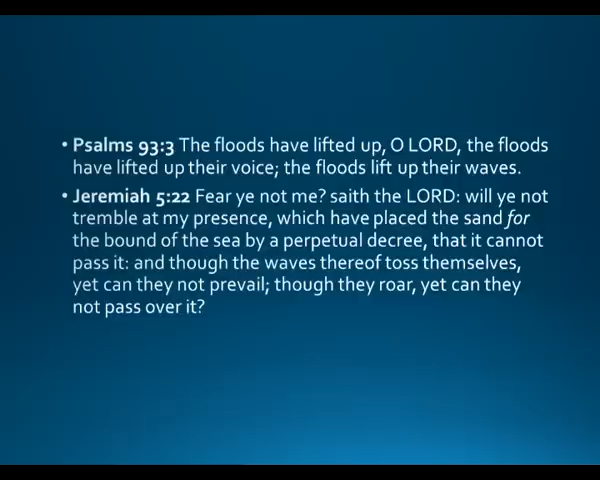 • Psalms 93:3 The floods have lifted up, O LORD, the floods
have lifted up their voice; the floods lift up their waves.
• Jeremiah 5:22 Fear ye not me? saith the LORD: will ye not
tremble at my presence, which have placed the sand for
the bound of the sea by a perpetual decree, that it cannot
pass it: and though the waves thereof toss themselves,
yet can they not prevail; though they roar, yet can they
not pass over it?